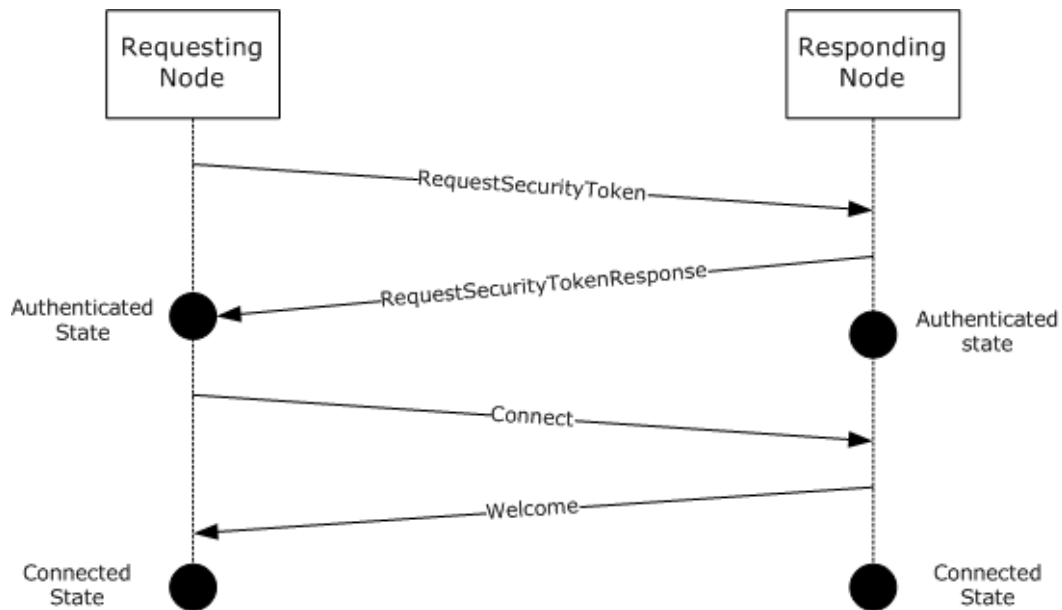 Requesting
Node
Responding
Node
RequestSecurityToken
RequestSecurityTokenResponse
Authenticated
State
Authenticated
state
Connect
Welcome
Connected
State
Connected
State